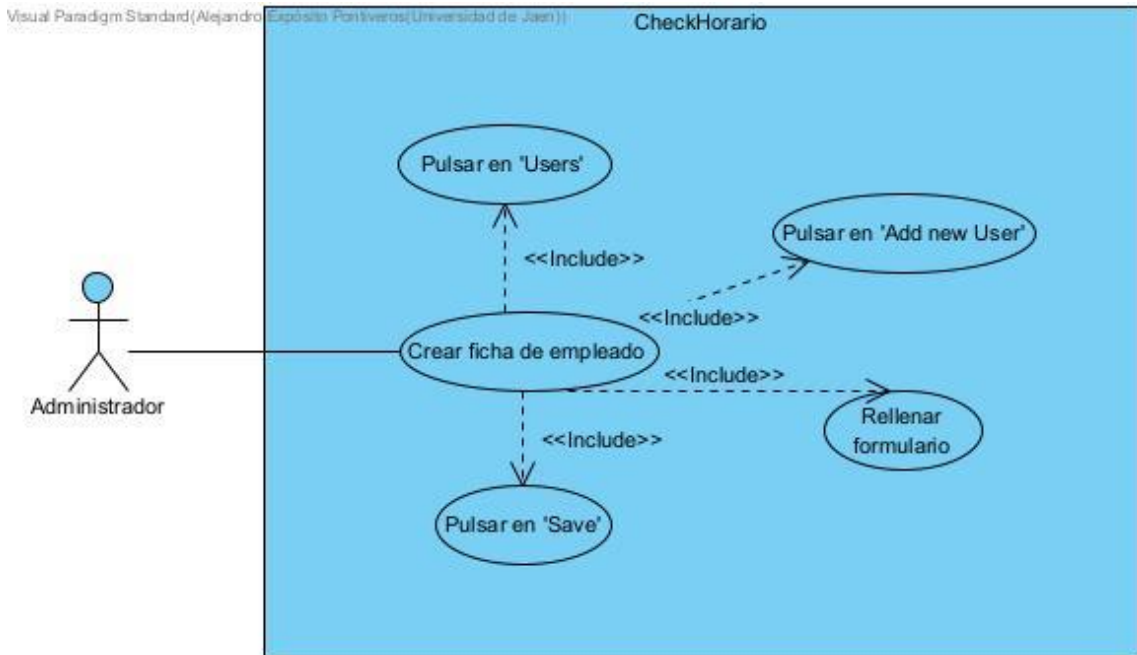 Visual Paradigm Standard(Alejandro Expósito Pontiveros(Universidad de Jaen))
CheckHorario
Pulsar en 'Users'
Pulsar en 'Add new User'
<<Include>>
<<Include>>
Crear ficha de empleado
<<Include>>
Administrador
Rellenar
formulario
<<Include>>
Pulsar en 'Save'